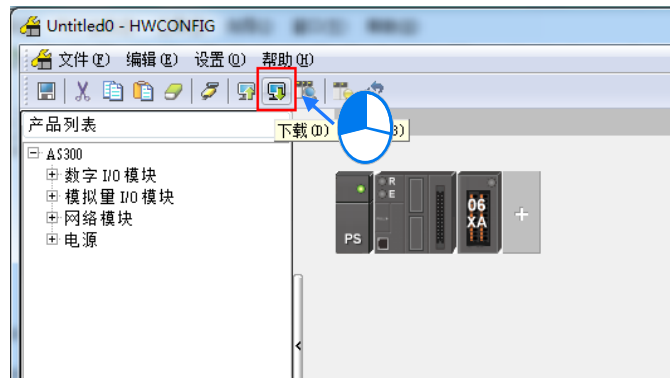 Untitled0 - HWCONFIG
文件(F) 编辑(E) 设置(O) 帮助(H)
产品列表
下载(D)
AS300
数字 I/O 模块
模拟量 I/O 模块
网络模块
电源
PS
R
E
06
XA
+